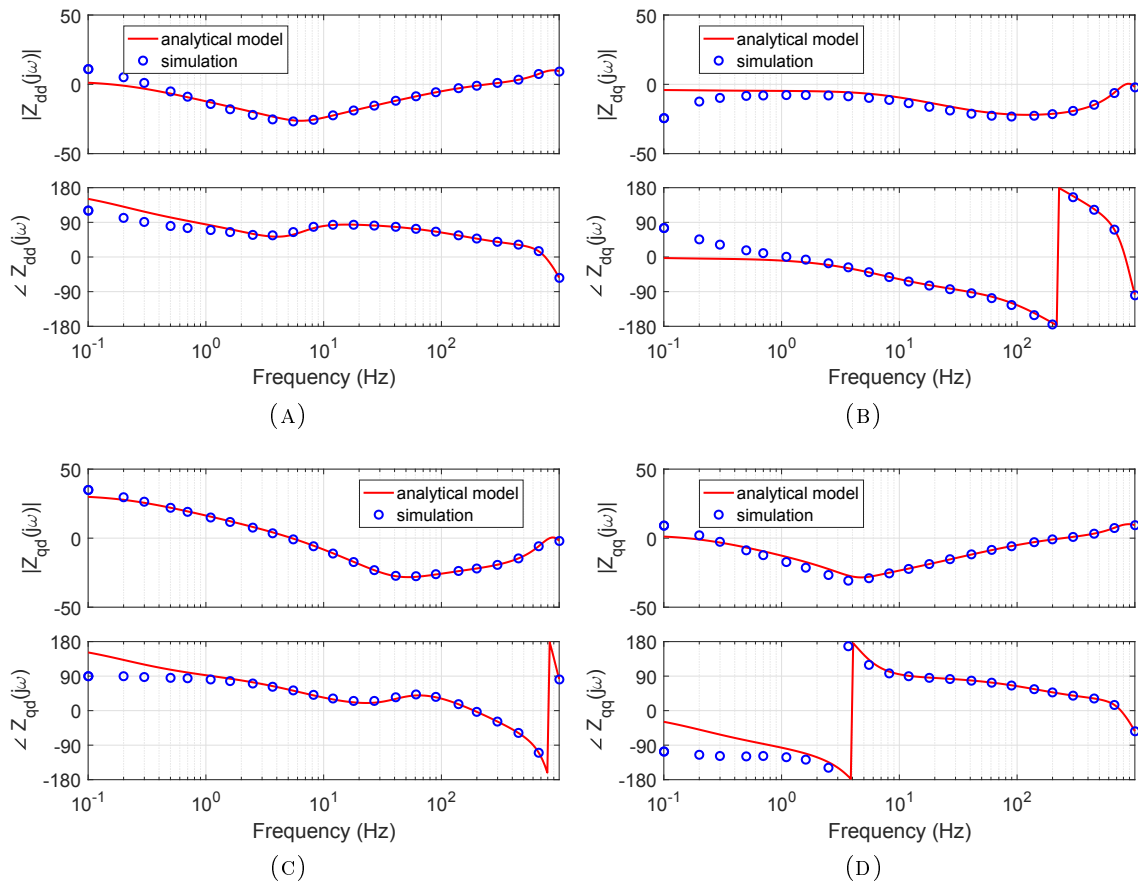 50
0
-50
|Z_dd(jω)|
analytical model
simulation
180
90
0
-90
-180
∠ Z_dd(jω)
10^-1 10^0 10^1 10^2
Frequency (Hz)
(A)
50
0
-50
|Z_dq(jω)|
analytical model
simulation
180
90
0
-90
-180
∠ Z_dq(jω)
10^-1 10^0 10^1 10^2
Frequency (Hz)
(B)
50
0
-50
|Z_qd(jω)|
analytical model
simulation
180
90
0
-90
-180
∠ Z_qd(jω)
10^-1 10^0 10^1 10^2
Frequency (Hz)
(C)
50
0
-50
|Z_qq(jω)|
analytical model
simulation
180
90
0
-90
-180
∠ Z_qq(jω)
10^-1 10^0 10^1 10^2
Frequency (Hz)
(D)